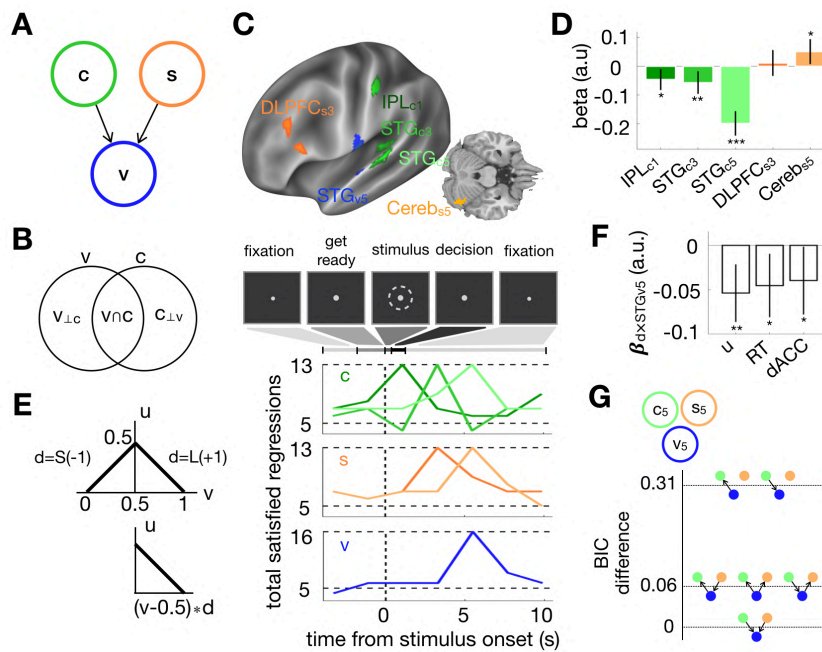 A
C
S
V
B
V
C
V⊥C
V∩C
C⊥V
C
DLPFCs3
IPLc1
STGc3
STGc5
STGv5
Cerebs5
fixation
get ready
stimulus
decision
fixation
total satisfied regressions
13
C
5
13
S
5
16
V
5
0
5
10
time from stimulus onset (s)
D
beta (a.u)
0.1
0
-0.1
-0.2
*
**
***
*
IPLc1
STGc3
STGc5
DLPFCs3
Cerebs5
E
u
0.5
d=S(-1)
d=L(+1)
0
0.5
1
v
u
(v-0.5)*d
F
βd×STGv5 (a.u.)
0
-0.05
-0.1
**
*
*
u
RT
dACC
G
C5
S5
V5
BIC difference
0.31
0.06
0